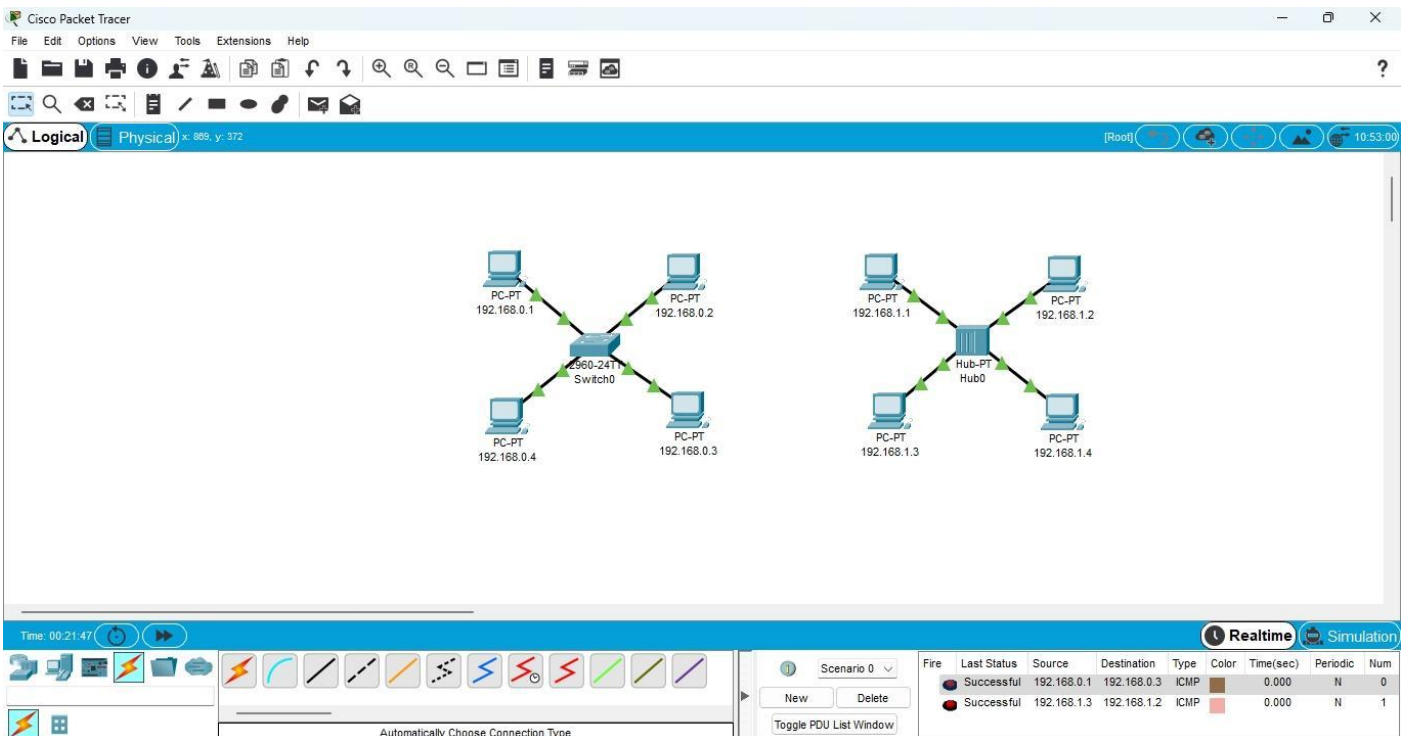 Cisco Packet Tracer
File Edit Options View Tools Extensions Help
?
Logical Physical x: 869, y: 372 [Root] 10:53:00
PC-PT
192.168.0.1
PC-PT
192.168.0.2
PC-PT
192.168.1.1
PC-PT
192.168.1.2
2960-24TT
Switch0
Hub-PT
Hub0
PC-PT
192.168.0.4
PC-PT
192.168.0.3
PC-PT
192.168.1.3
PC-PT
192.168.1.4
Time: 00:21:47 Realtime Simulation
Scenario 0
New Delete
Toggle PDU List Window
Fire Last Status Source Destination Type Color Time(sec) Periodic Num
Successful 192.168.0.1 192.168.0.3 ICMP 0.000 N 0
Successful 192.168.1.3 192.168.1.2 ICMP 0.000 N 1
Automatically Choose Connection Type